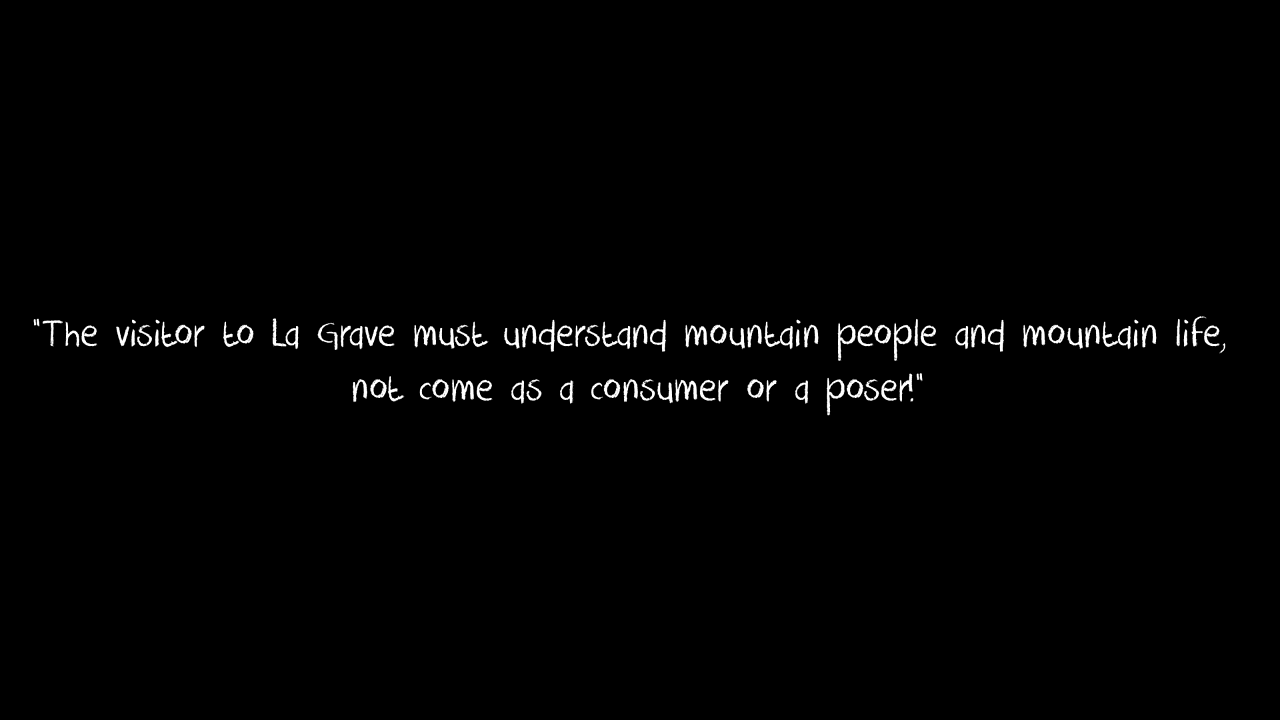 "The visitor to La Grave must understand mountain people and mountain life,
not come as a consumer or a poser!"